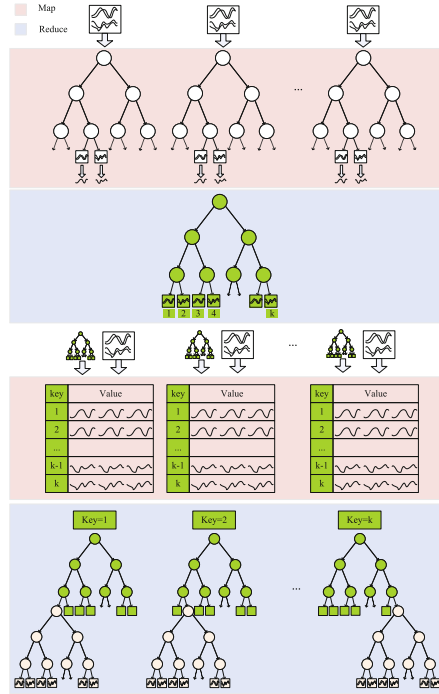 Map
Reduce
...
1 2 3 4 k
...
key Value key Value key Value
1 1 1
2 2 2
... ... ...
k-1 k-1 k-1
k k k
Key=1 Key=2 Key=k
...